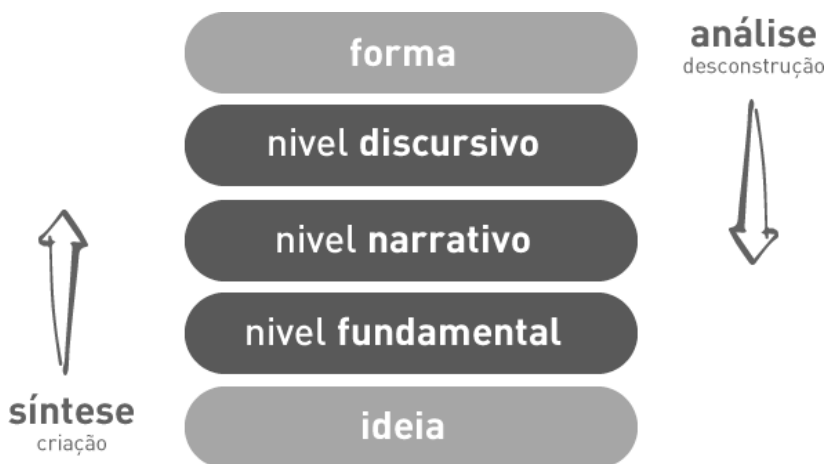 forma
análise
desconstrução
nivel discursivo
nivel narrativo
nivel fundamental
síntese
criação
ideia